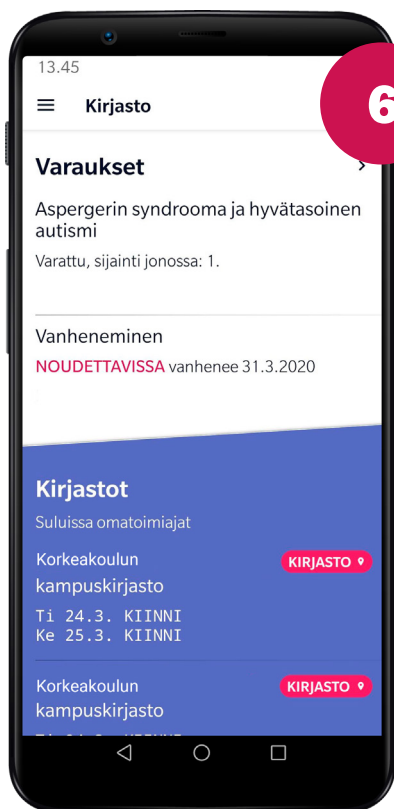 13.45
Kirjasto
6
Varaukset
Aspergerin syndrooma ja hyvätasoinen
autismi
Varattu, sijainti jonossa: 1.
Vanheneminen
NOUDETTAVISSA vanhenee 31.3.2020
Kirjastot
Suluissa omatoimiajat
Korkeakoulun
kampuskirjasto
KIRJASTO
Ti 24.3. KIINNI
Ke 25.3. KIINNI
Korkeakoulun
kampuskirjasto
KIRJASTO